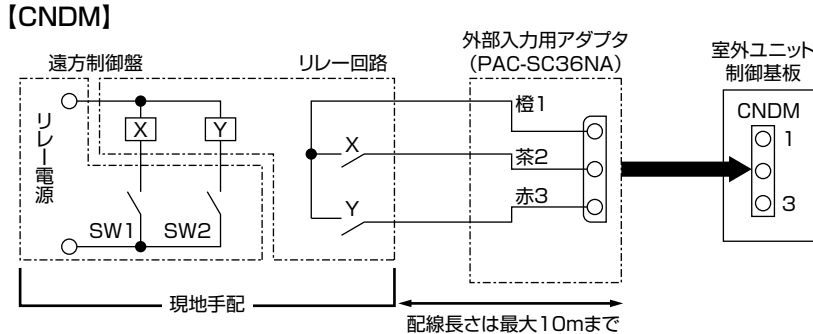 【CNDM】
遠方制御盤
リレー回路
外部入力用アダプタ
（PAC-SC36NA）
室外ユニット
制御基板
リレー電源
X
Y
SW1
SW2
X
Y
橙1
茶2
赤3
CNDM
1
3
現地手配
配線長さは最大10mまで